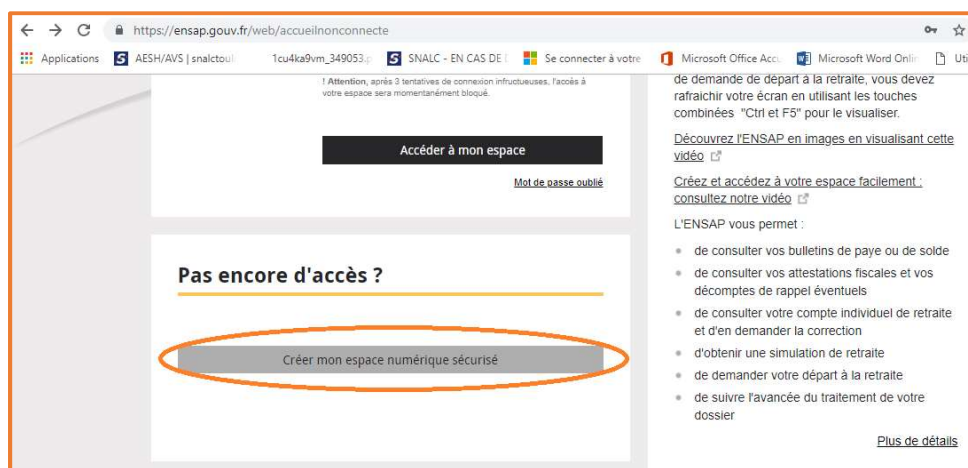 https://ensap.gouv.fr/web/accueilnonconnecte
Applications
AESH/AVS | snalctoul
1cu4ka9vm_349053.p
SNALC - EN CAS DE
Se connecter à votre
Microsoft Office Acc
Microsoft Word Onlin
Uti
! Attention, après 3 tentatives de connexion infructueuses, l'accès à
votre espace sera momentanément bloqué.
Accéder à mon espace
Mot de passe oublié
Pas encore d'accès ?
Créer mon espace numérique sécurisé
de demande de départ à la retraite, vous devez
rafraichir votre écran en utilisant les touches
combinées "Ctrl et F5" pour le visualiser.
Découvrez l'ENSAP en images en visualisant cette
vidéo
Créez et accédez à votre espace facilement :
consultez notre vidéo
L'ENSAP vous permet :
de consulter vos bulletins de paye ou de solde
de consulter vos attestations fiscales et vos
décomptes de rappel éventuels
de consulter votre compte individuel de retraite
et d'en demander la correction
d'obtenir une simulation de retraite
de demander votre départ à la retraite
de suivre l'avancée du traitement de votre
dossier
Plus de détails